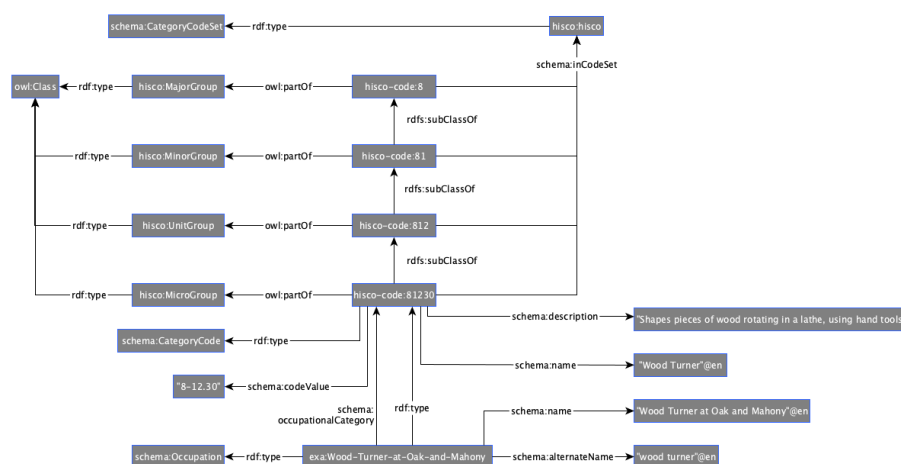 schema:CategoryCodeSet
rdf:type
hisco:hisco
schema:inCodeSet
owl:Class
rdf:type
hisco:MajorGroup
owl:partOf
hisco-code:8
rdfs:subClassOf
rdf:type
hisco:MinorGroup
owl:partOf
hisco-code:81
rdfs:subClassOf
rdf:type
hisco:UnitGroup
owl:partOf
hisco-code:812
rdfs:subClassOf
rdf:type
hisco:MicroGroup
owl:partOf
hisco-code:81230
schema:description
"Shapes pieces of wood rotating in a lathe, using hand tools
schema:CategoryCode
rdf:type
schema:name
"Wood Turner"@en
"8-12.30"
schema:codeValue
schema:
occupationalCategory
rdf:type
schema:name
"Wood Turner at Oak and Mahony"@en
schema:Occupation
rdf:type
exa:Wood-Turner-at-Oak-and-Mahony
schema:alternateName
"wood turner"@en